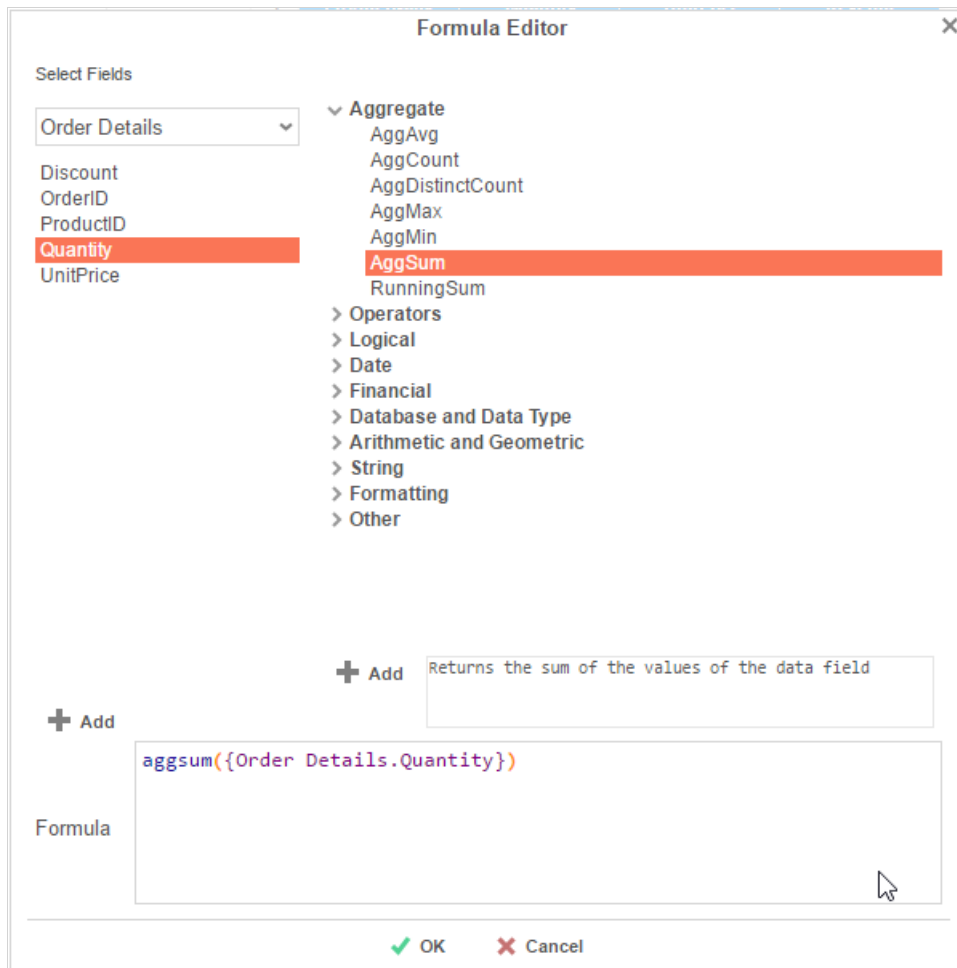 Formula Editor
Select Fields
Order Details
Discount
OrderID
ProductID
Quantity
UnitPrice
Aggregate
AggAvg
AggCount
AggDistinctCount
AggMax
AggMin
AggSum
RunningSum
Operators
Logical
Date
Financial
Database and Data Type
Arithmetic and Geometric
String
Formatting
Other
Add
Returns the sum of the values of the data field
Add
Formula
aggsum({Order Details.Quantity})
OK
Cancel